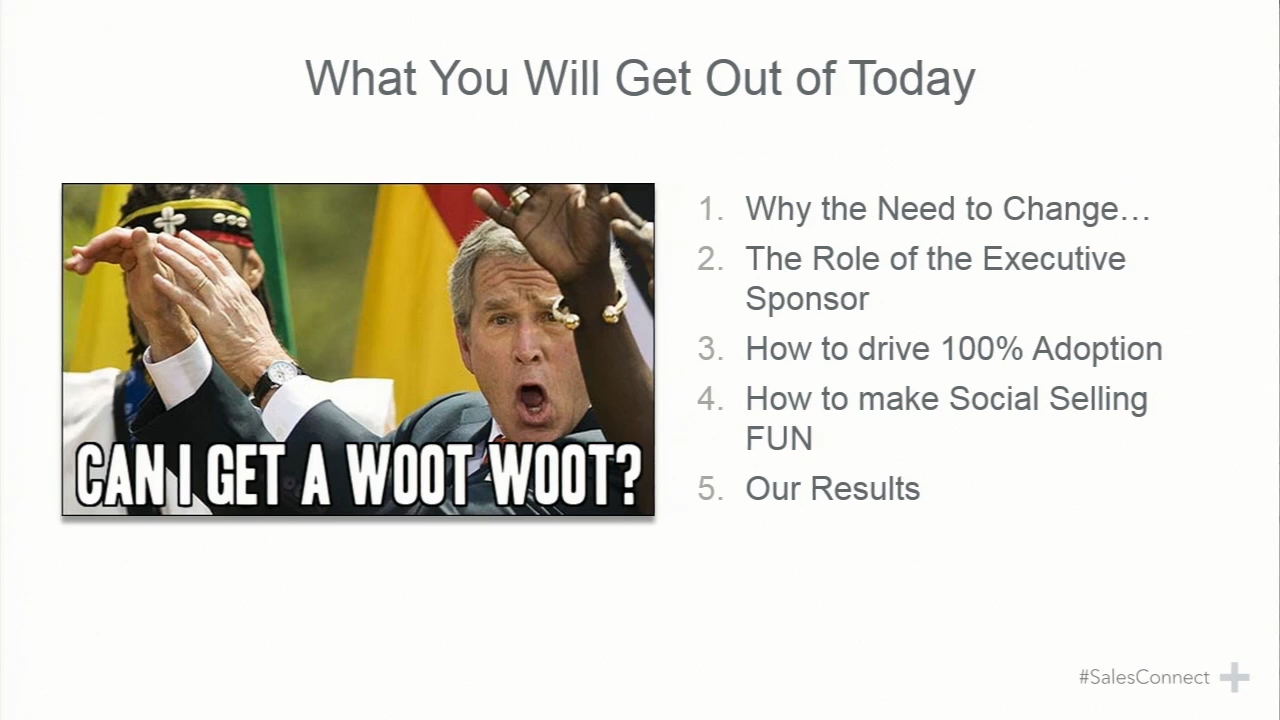 What You Will Get Out of Today
CAN I GET A WOOT WOOT?
1. Why the Need to Change…
2. The Role of the Executive
Sponsor
3. How to drive 100% Adoption
4. How to make Social Selling
FUN
5. Our Results
#SalesConnect